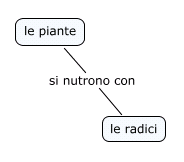 le piante
si nutrono con
le radici